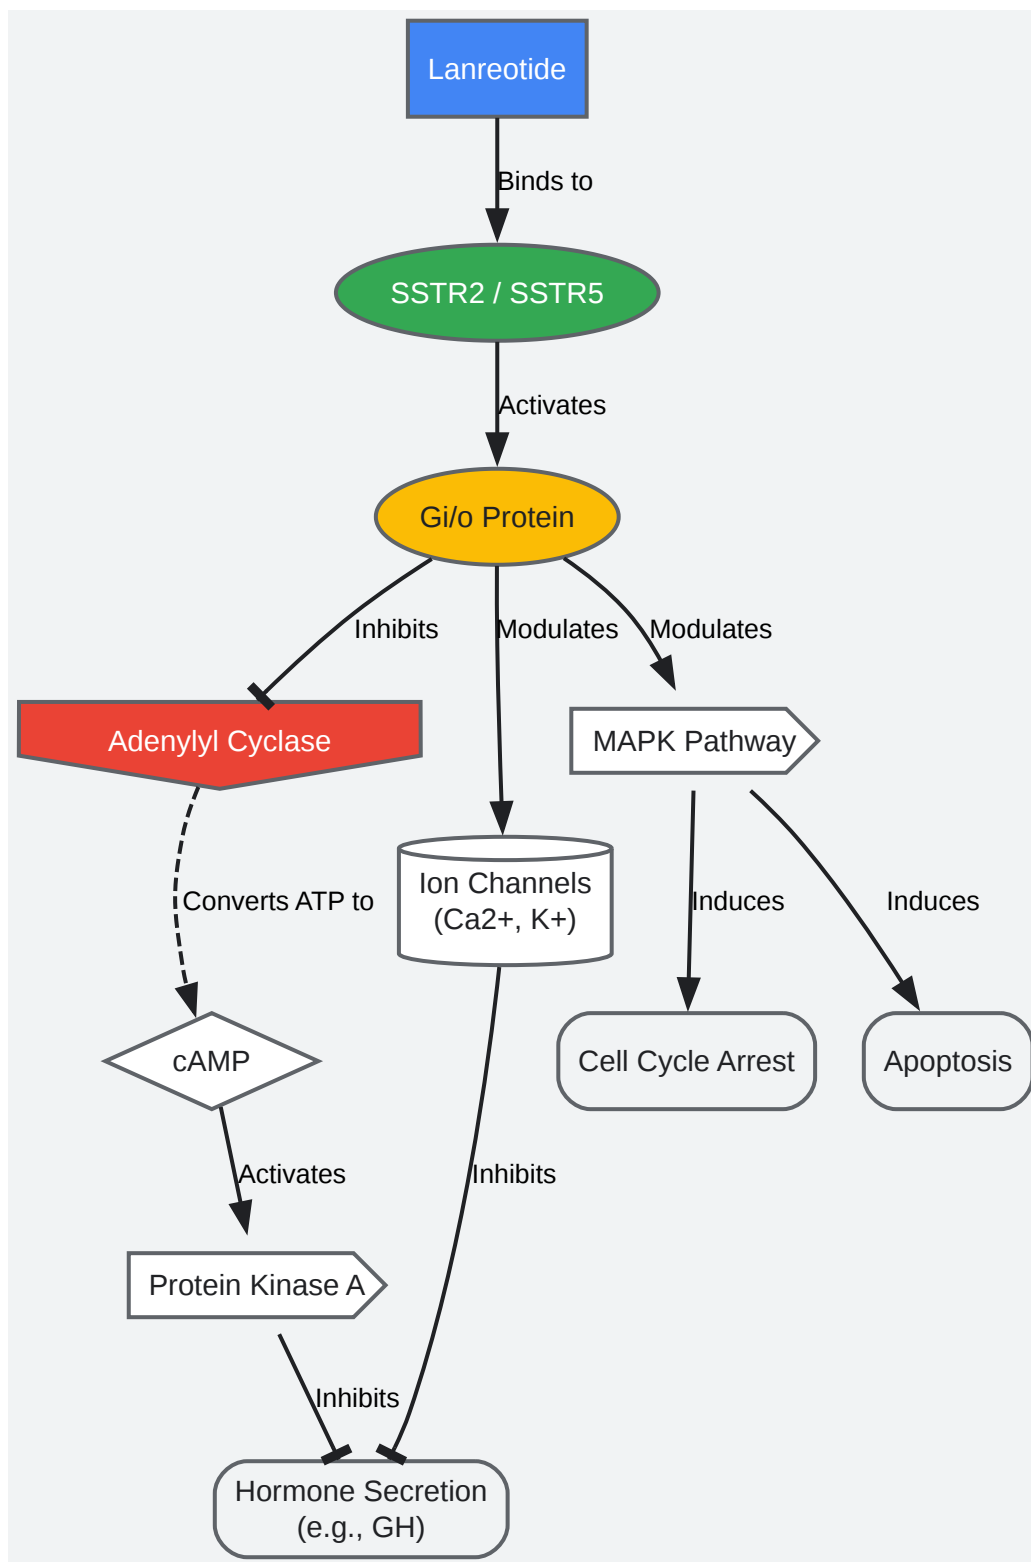 Lanreotide
Binds to
SSTR2 / SSTR5
Activates
Gi/o Protein
Inhibits
Modulates
Modulates
Adenylyl Cyclase
MAPK Pathway
Ion Channels
(Ca2+, K+)
Converts ATP to
Induces
Induces
cAMP
Cell Cycle Arrest
Apoptosis
Activates
Inhibits
Protein Kinase A
Inhibits
Hormone Secretion
(e.g., GH)